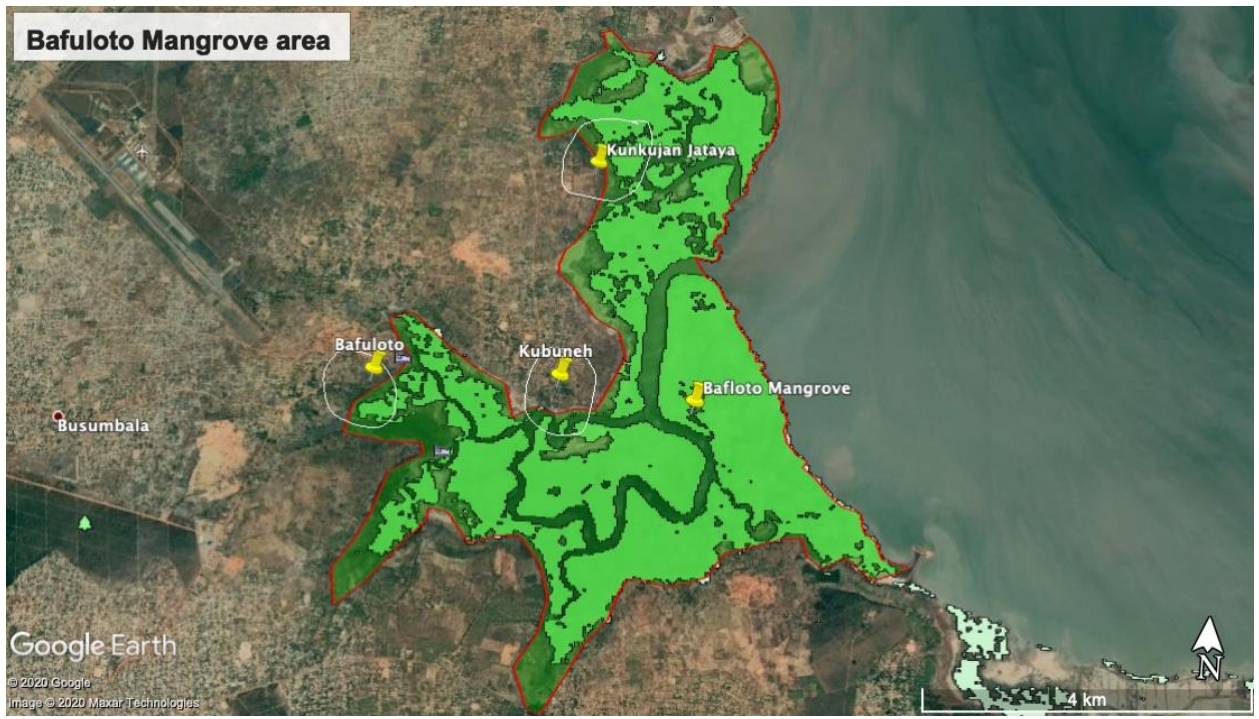 Bafuloto Mangrove area
Kunkujan Jataya
Bafuloto
Kubuneh
Bafloto Mangrove
Busumbala
Google Earth
© 2020 Google
Image © 2020 Maxar Technologies
N
4 km